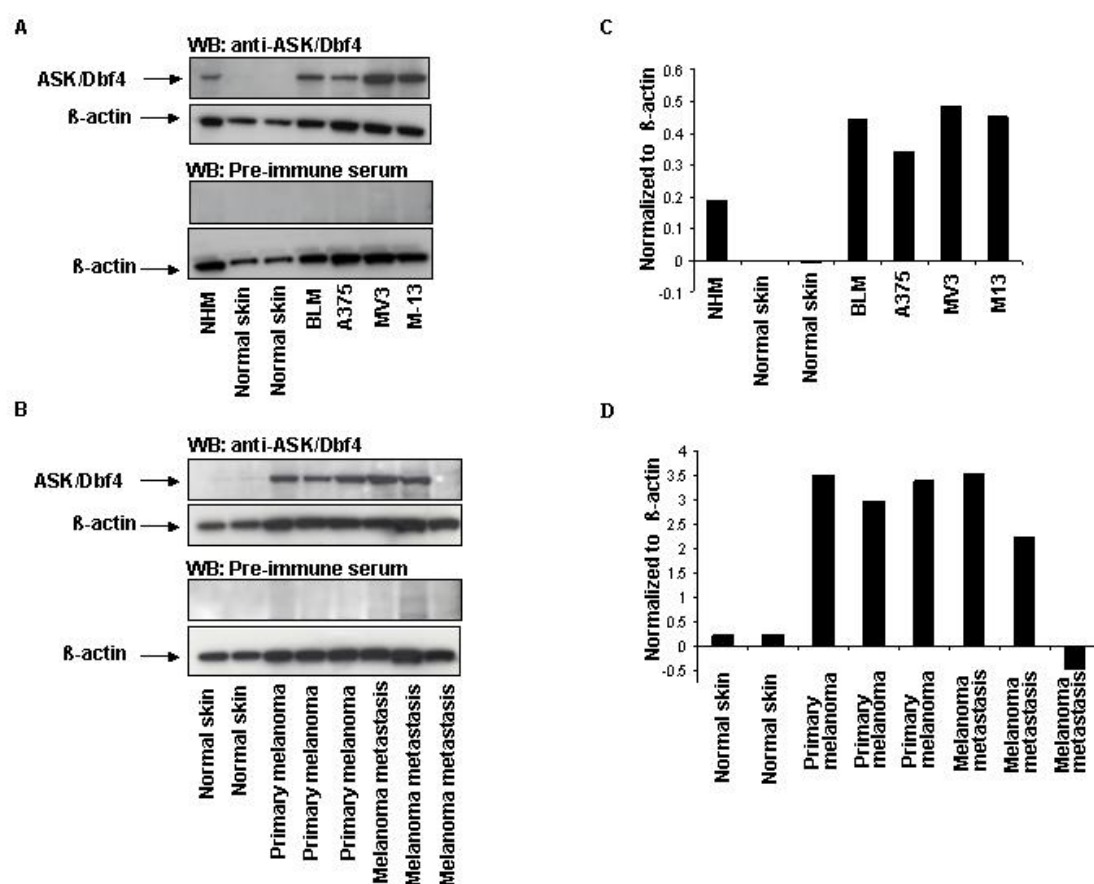 A
WB: anti-ASK/Dbf4
ASK/Dbf4
ß-actin
WB: Pre-immune serum
ß-actin
NHM
Normal skin
Normal skin
BLM
A375
MV3
M-13
B
WB: anti-ASK/Dbf4
ASK/Dbf4
ß-actin
WB: Pre-immune serum
ß-actin
Normal skin
Normal skin
Primary melanoma
Primary melanoma
Primary melanoma
Melanoma metastasis
Melanoma metastasis
Melanoma metastasis
C
Normalized to ß-actin
0.6
0.5
0.4
0.3
0.2
0.1
0
-0.1
NHM
Normal skin
Normal skin
BLM
A375
MV3
M13
D
Normalized to ß-actin
4
3.5
3
2.5
2
1.5
1
0.5
0
-0.5
Normal skin
Normal skin
Primary
melanoma
Primary
melanoma
Primary
melanoma
Melanoma
metastasis
Melanoma
metastasis
Melanoma
metastasis